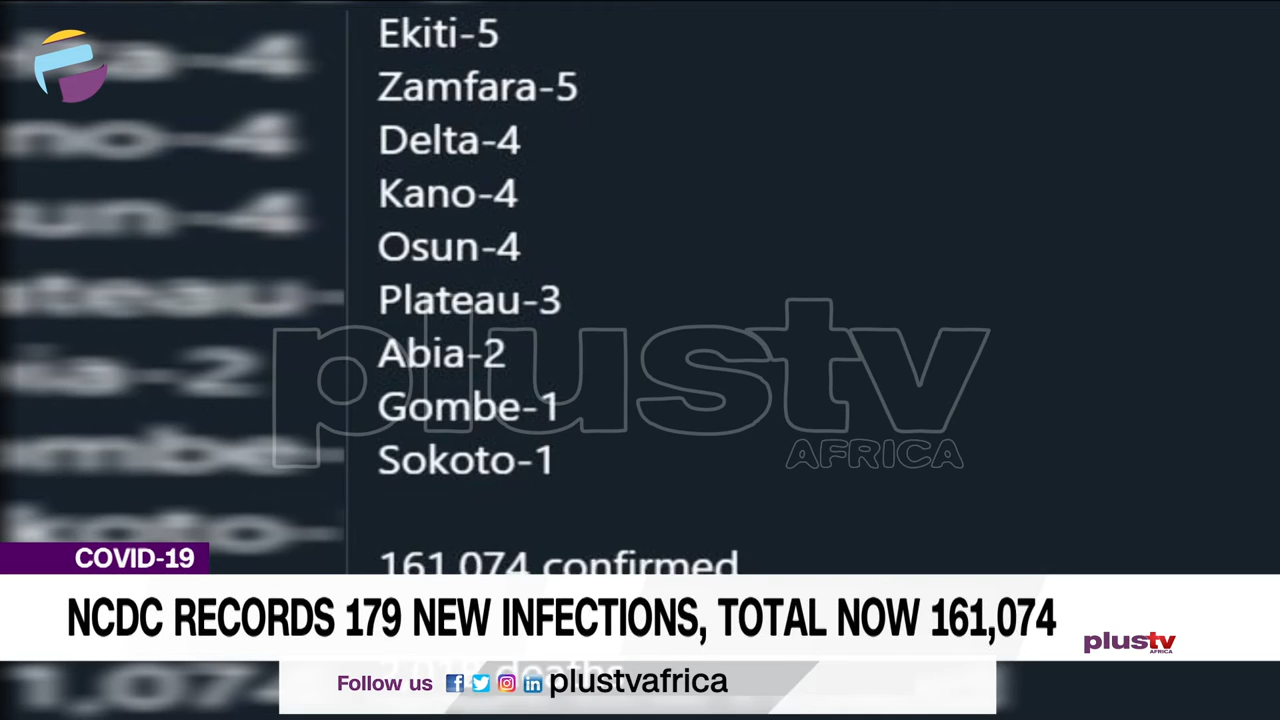 Ekiti-5
Zamfara-5
Delta-4
Kano-4
Osun-4
Plateau-3
Abia-2
Gombe-1
Sokoto-1
161,074 confirmed
plustv
AFRICA
COVID-19
NCDC RECORDS 179 NEW INFECTIONS, TOTAL NOW 161,074
plustv
AFRICA
deaths
Follow us plustvafrica